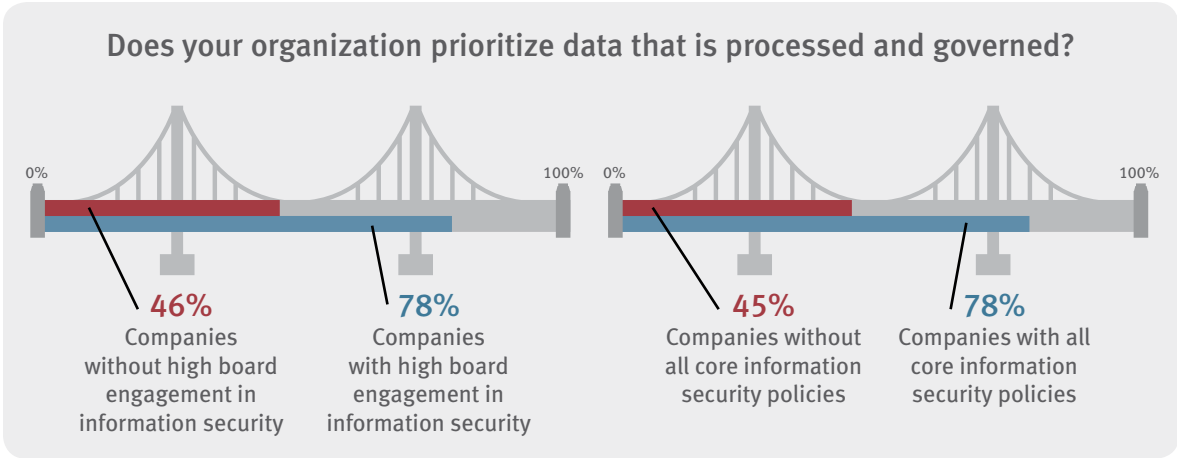 Does your organization prioritize data that is processed and governed?
0%
100%
0%
100%
46%
Companies
without high board
engagement in
information security
78%
Companies
with high board
engagement in
information security
45%
Companies without
all core information
security policies
78%
Companies with all
core information
security policies